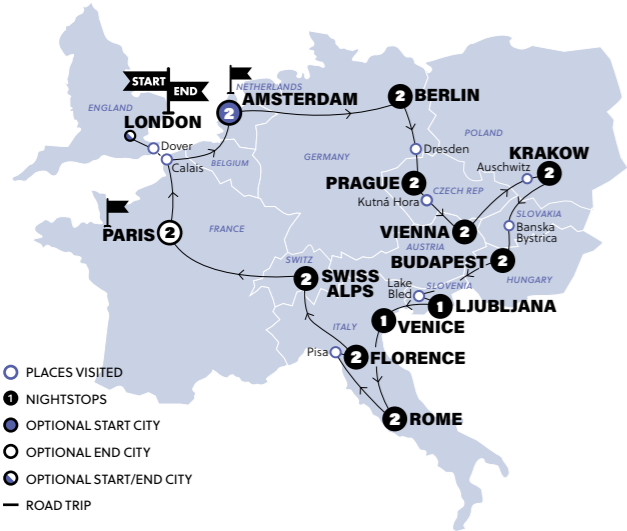 START
END
ENGLAND
LONDON
Dover
Calais
NETHERLANDS
2 AMSTERDAM
BELGIUM
2 BERLIN
GERMANY
Dresden
POLAND
KRAKOW
Auschwitz
2
PRAGUE 2
CZECH REP
Kutná Hora
SLOVAKIA
Banska
Bystrica
VIENNA 2
AUSTRIA
BUDAPEST 2
HUNGARY
PARIS 2
FRANCE
SWITZ
2 SWISS
ALPS
Lake
Bled
SLOVENIA
1 LJUBLJANA
1 VENICE
ITALY
Pisa
2 FLORENCE
2 ROME
PLACES VISITED
1 NIGHTSTOPS
OPTIONAL START CITY
OPTIONAL END CITY
OPTIONAL START/END CITY
ROAD TRIP